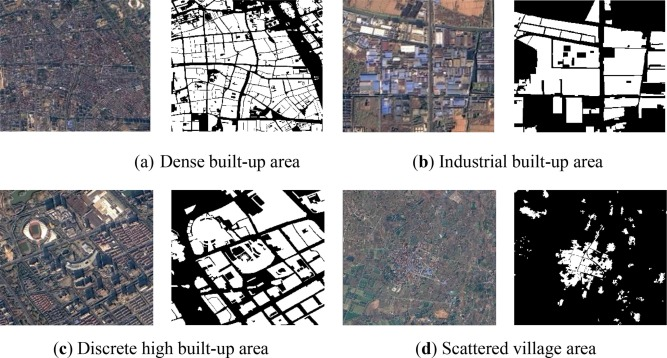 (a) Dense built-up area
(b) Industrial built-up area
(c) Discrete high built-up area
(d) Scattered village area